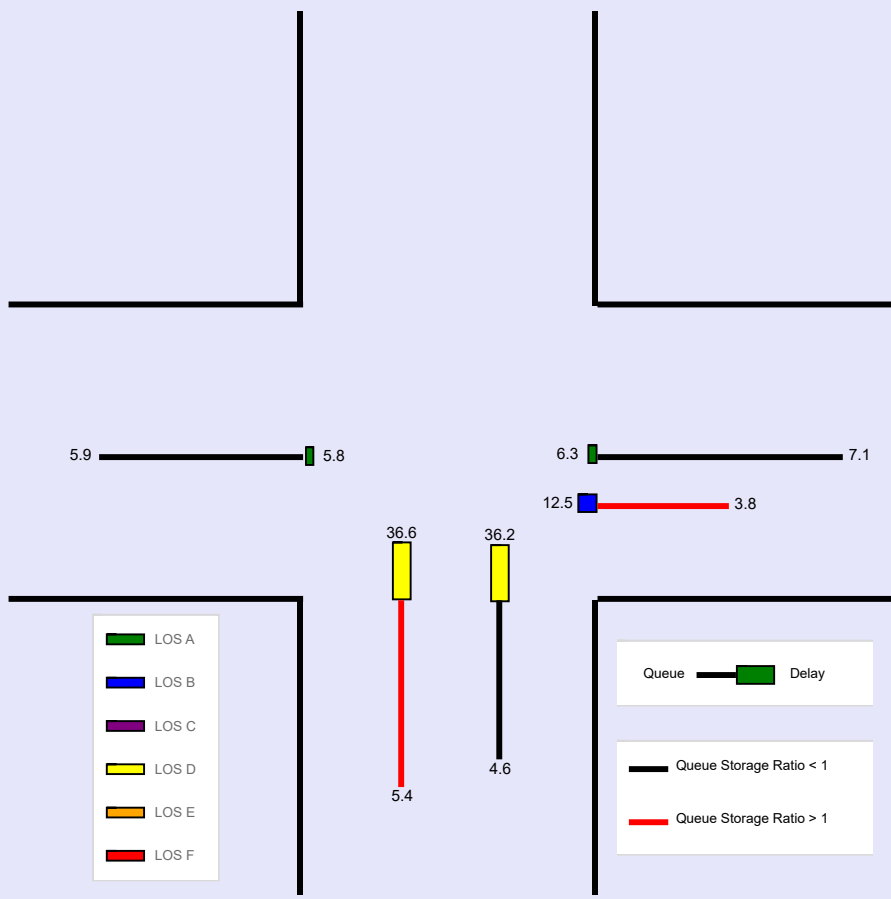 5.9
5.8
6.3
7.1
12.5
3.8
36.6
36.2
5.4
4.6
LOS A
LOS B
LOS C
LOS D
LOS E
LOS F
Queue
Delay
Queue Storage Ratio < 1
Queue Storage Ratio > 1